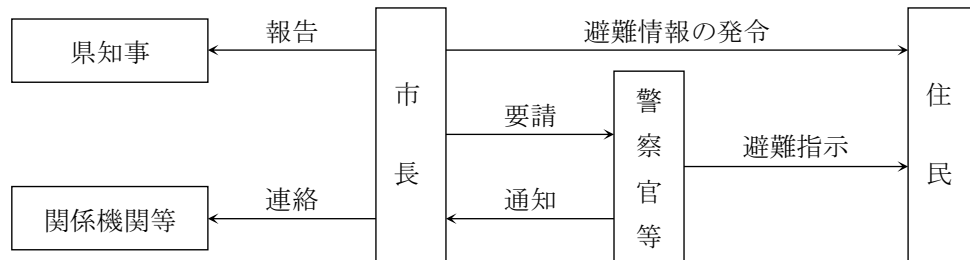 県知事
報告
市長
避難情報の発令
住民
要請
警察官等
避難指示
関係機関等
連絡
通知